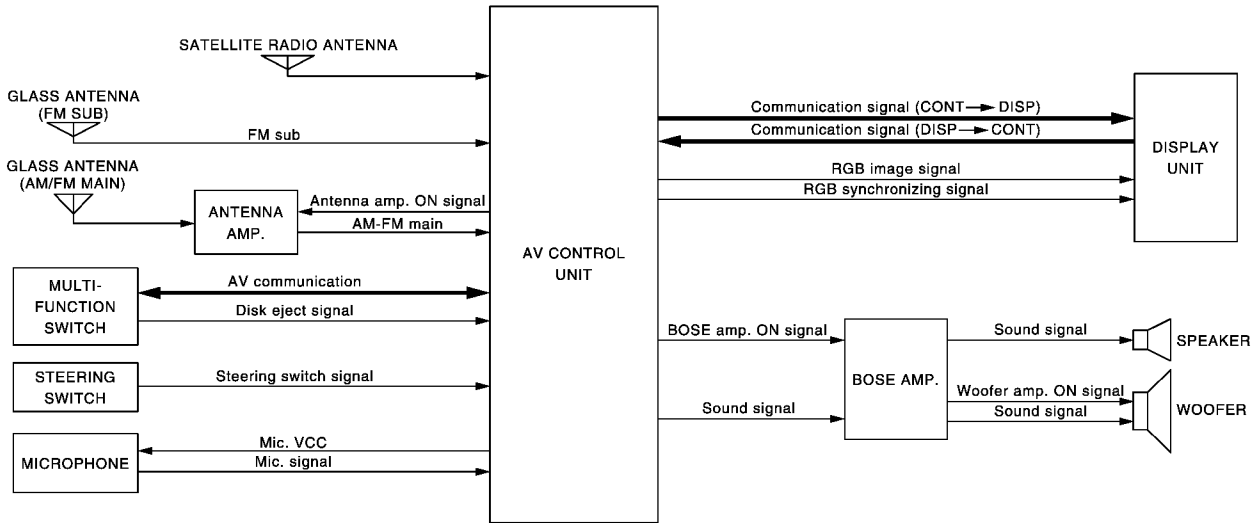 SATELLITE RADIO ANTENNA
GLASS ANTENNA
(FM SUB)
FM sub
GLASS ANTENNA
(AM/FM MAIN)
ANTENNA
AMP.
Antenna amp. ON signal
AM-FM main
MULTI-
FUNCTION
SWITCH
AV communication
Disk eject signal
STEERING
SWITCH
Steering switch signal
MICROPHONE
Mic. VCC
Mic. signal
AV CONTROL
UNIT
Communication signal (CONT→DISP)
Communication signal (DISP→CONT)
RGB image signal
RGB synchronizing signal
DISPLAY
UNIT
BOSE amp. ON signal
Sound signal
BOSE AMP.
Sound signal
SPEAKER
Woofer amp. ON signal
Sound signal
WOOFER